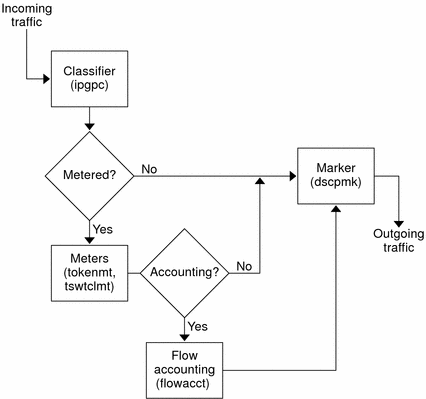 Incoming
traffic
Classifier
(ipgpc)
Metered?
No
Marker
(dscpmk)
Yes
Outgoing
traffic
Meters
(tokenmt,
tswtclmt)
Accounting?
No
Yes
Flow
accounting
(flowacct)